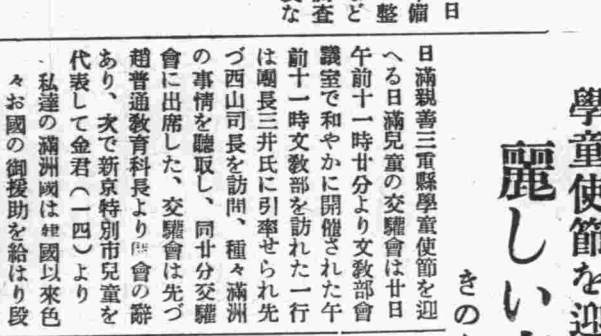 學童使節を迎
麗しい
きの
日滿親善三重縣學童使節を迎
へる日滿兒童の交驩會は廿日
午前十一時廿分より文敎部會
議室で和やかに開催された午
前十一時文敎部を訪れた一行
は團長三井氏に引率せられ先
づ西山司長を訪問、種々滿洲
の事情を聽取し、同廿分交驩
會に出席した、交驩會は先づ
趙普通敎育科長より開會の辭
あり、次で新京特別市兒童を
代表して金君(一四)より
私達の滿洲國は建國以來色
々お國の御援助を給はり段
日
備
整
など
査
な